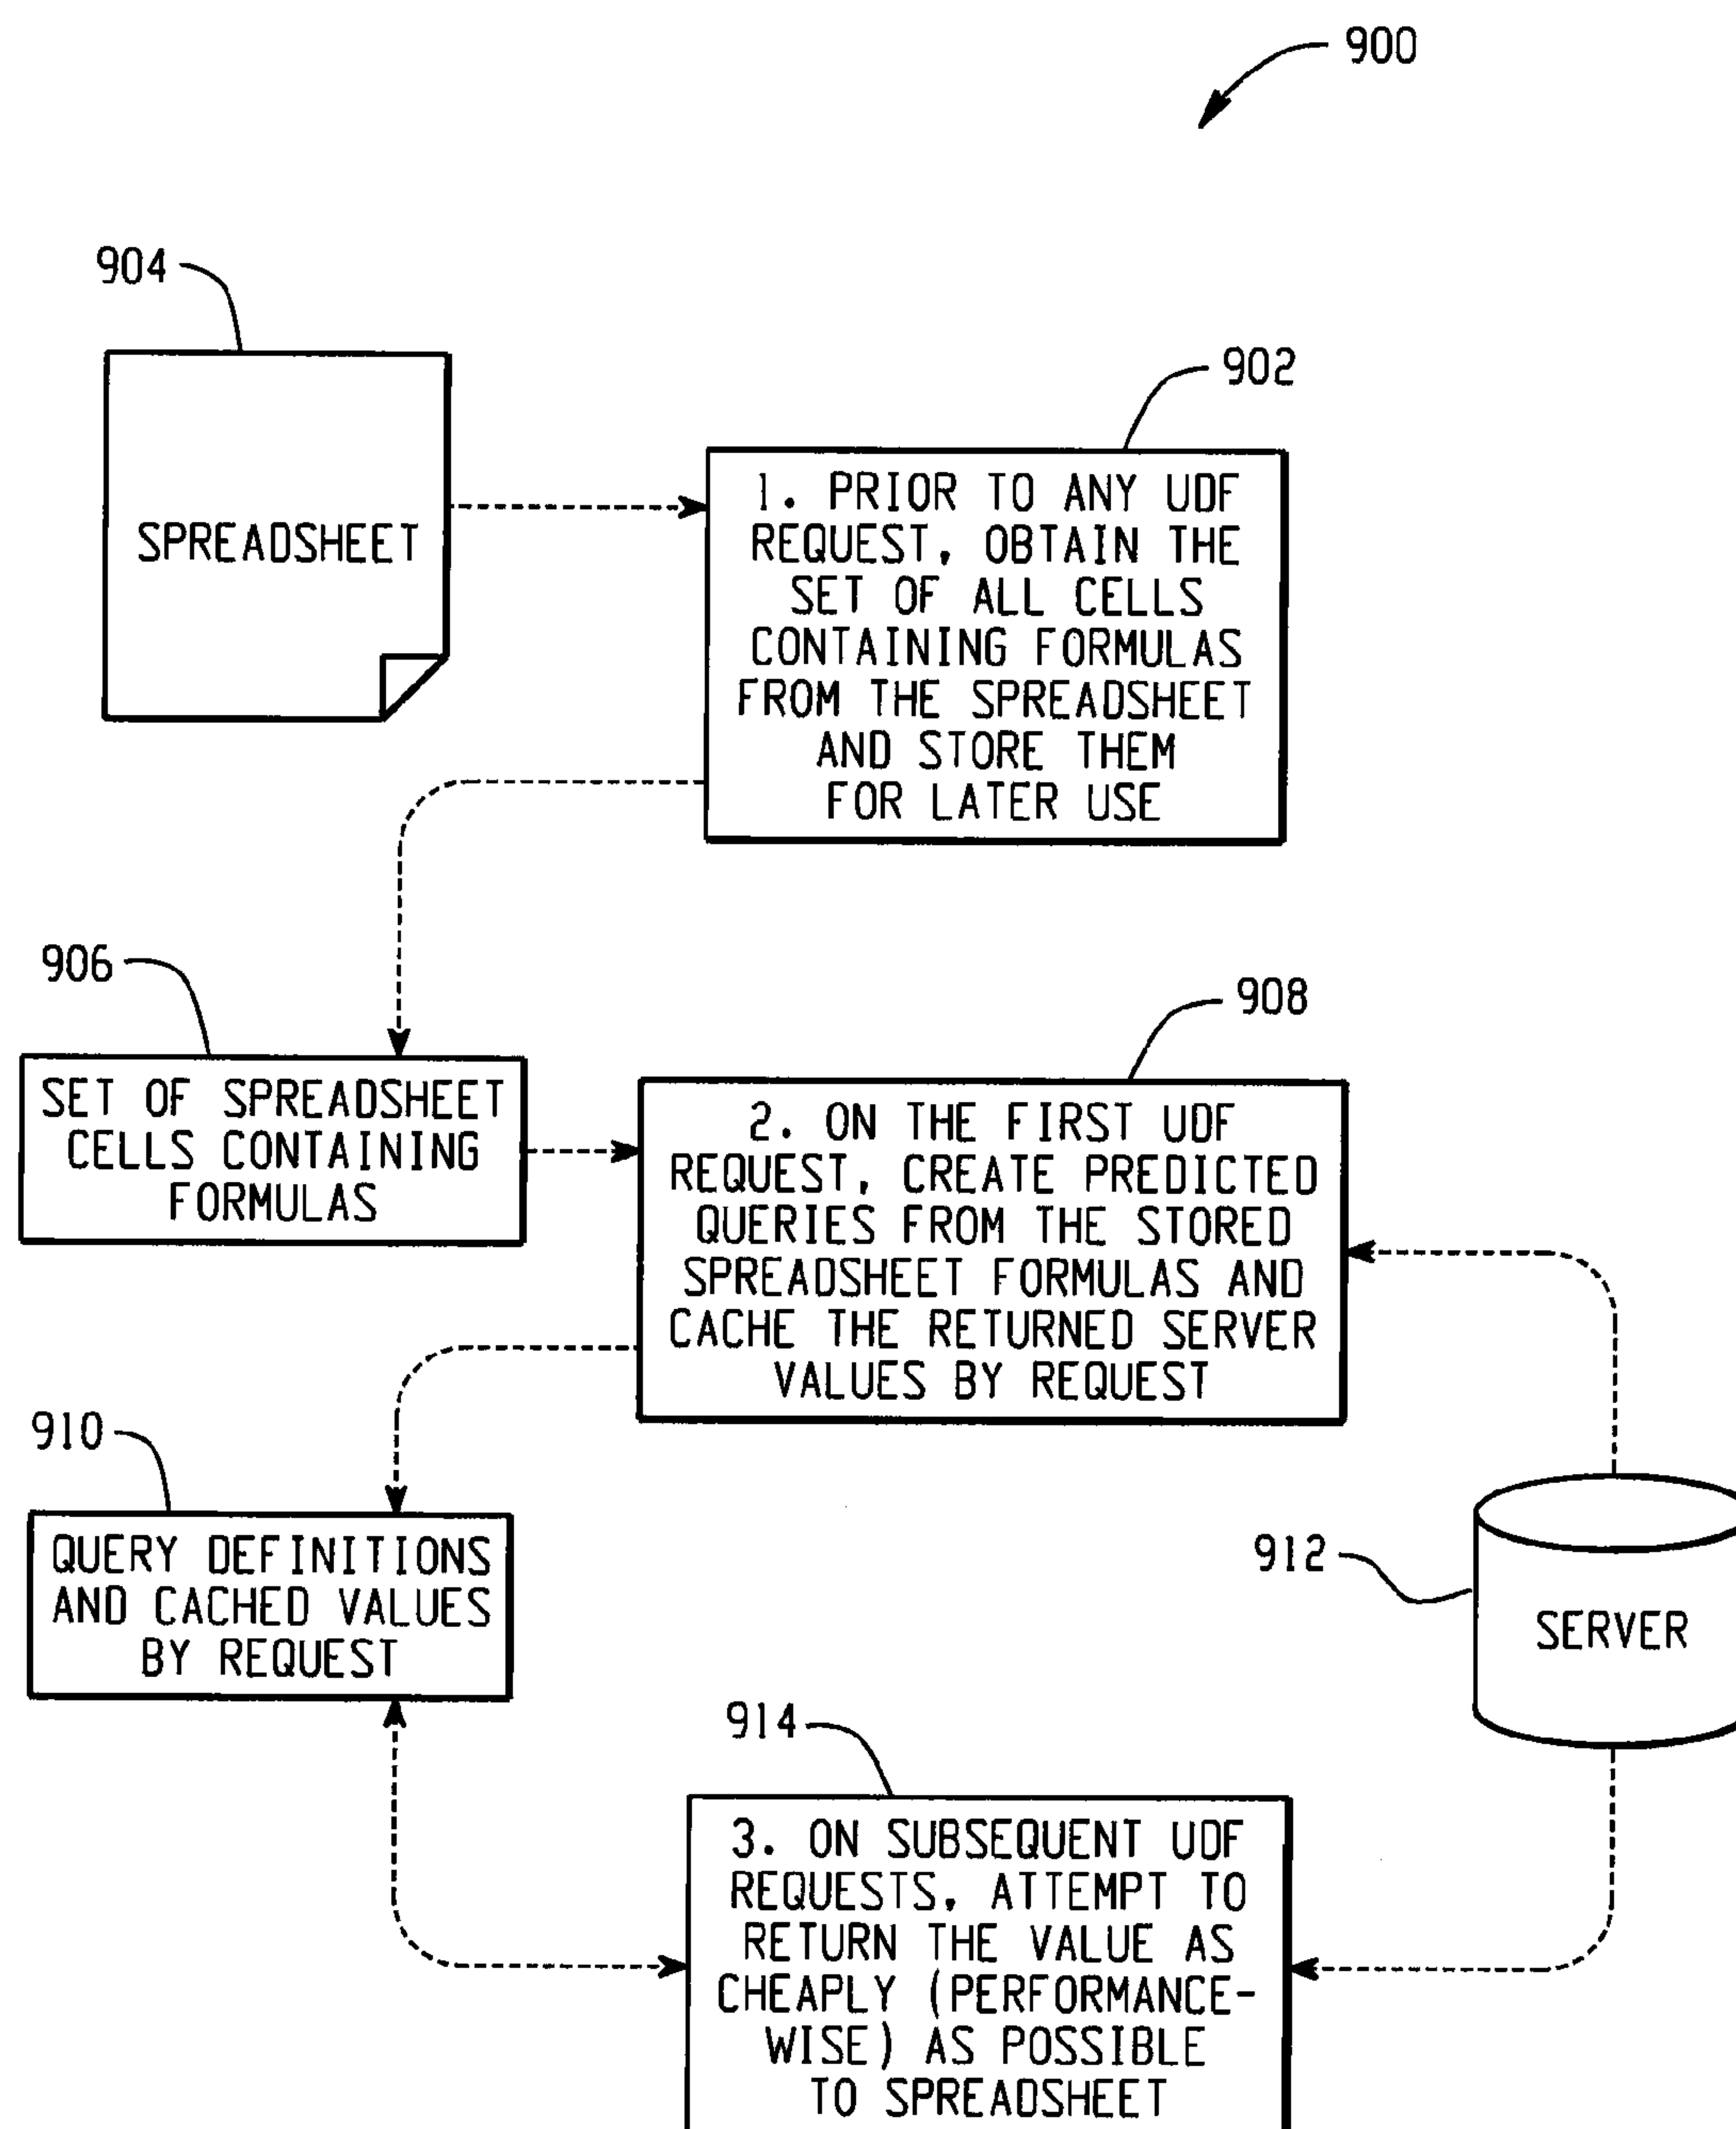 900
904
SPREADSHEET
902
1. PRIOR TO ANY UDF
REQUEST, OBTAIN THE
SET OF ALL CELLS
CONTAINING FORMULAS
FROM THE SPREADSHEET
AND STORE THEM
FOR LATER USE
906
SET OF SPREADSHEET
CELLS CONTAINING
FORMULAS
908
2. ON THE FIRST UDF
REQUEST, CREATE PREDICTED
QUERIES FROM THE STORED
SPREADSHEET FORMULAS AND
CACHE THE RETURNED SERVER
VALUES BY REQUEST
910
QUERY DEFINITIONS
AND CACHED VALUES
BY REQUEST
912
SERVER
914
3. ON SUBSEQUENT UDF
REQUESTS, ATTEMPT TO
RETURN THE VALUE AS
CHEAPLY (PERFORMANCE-
WISE) AS POSSIBLE
TO SPREADSHEET